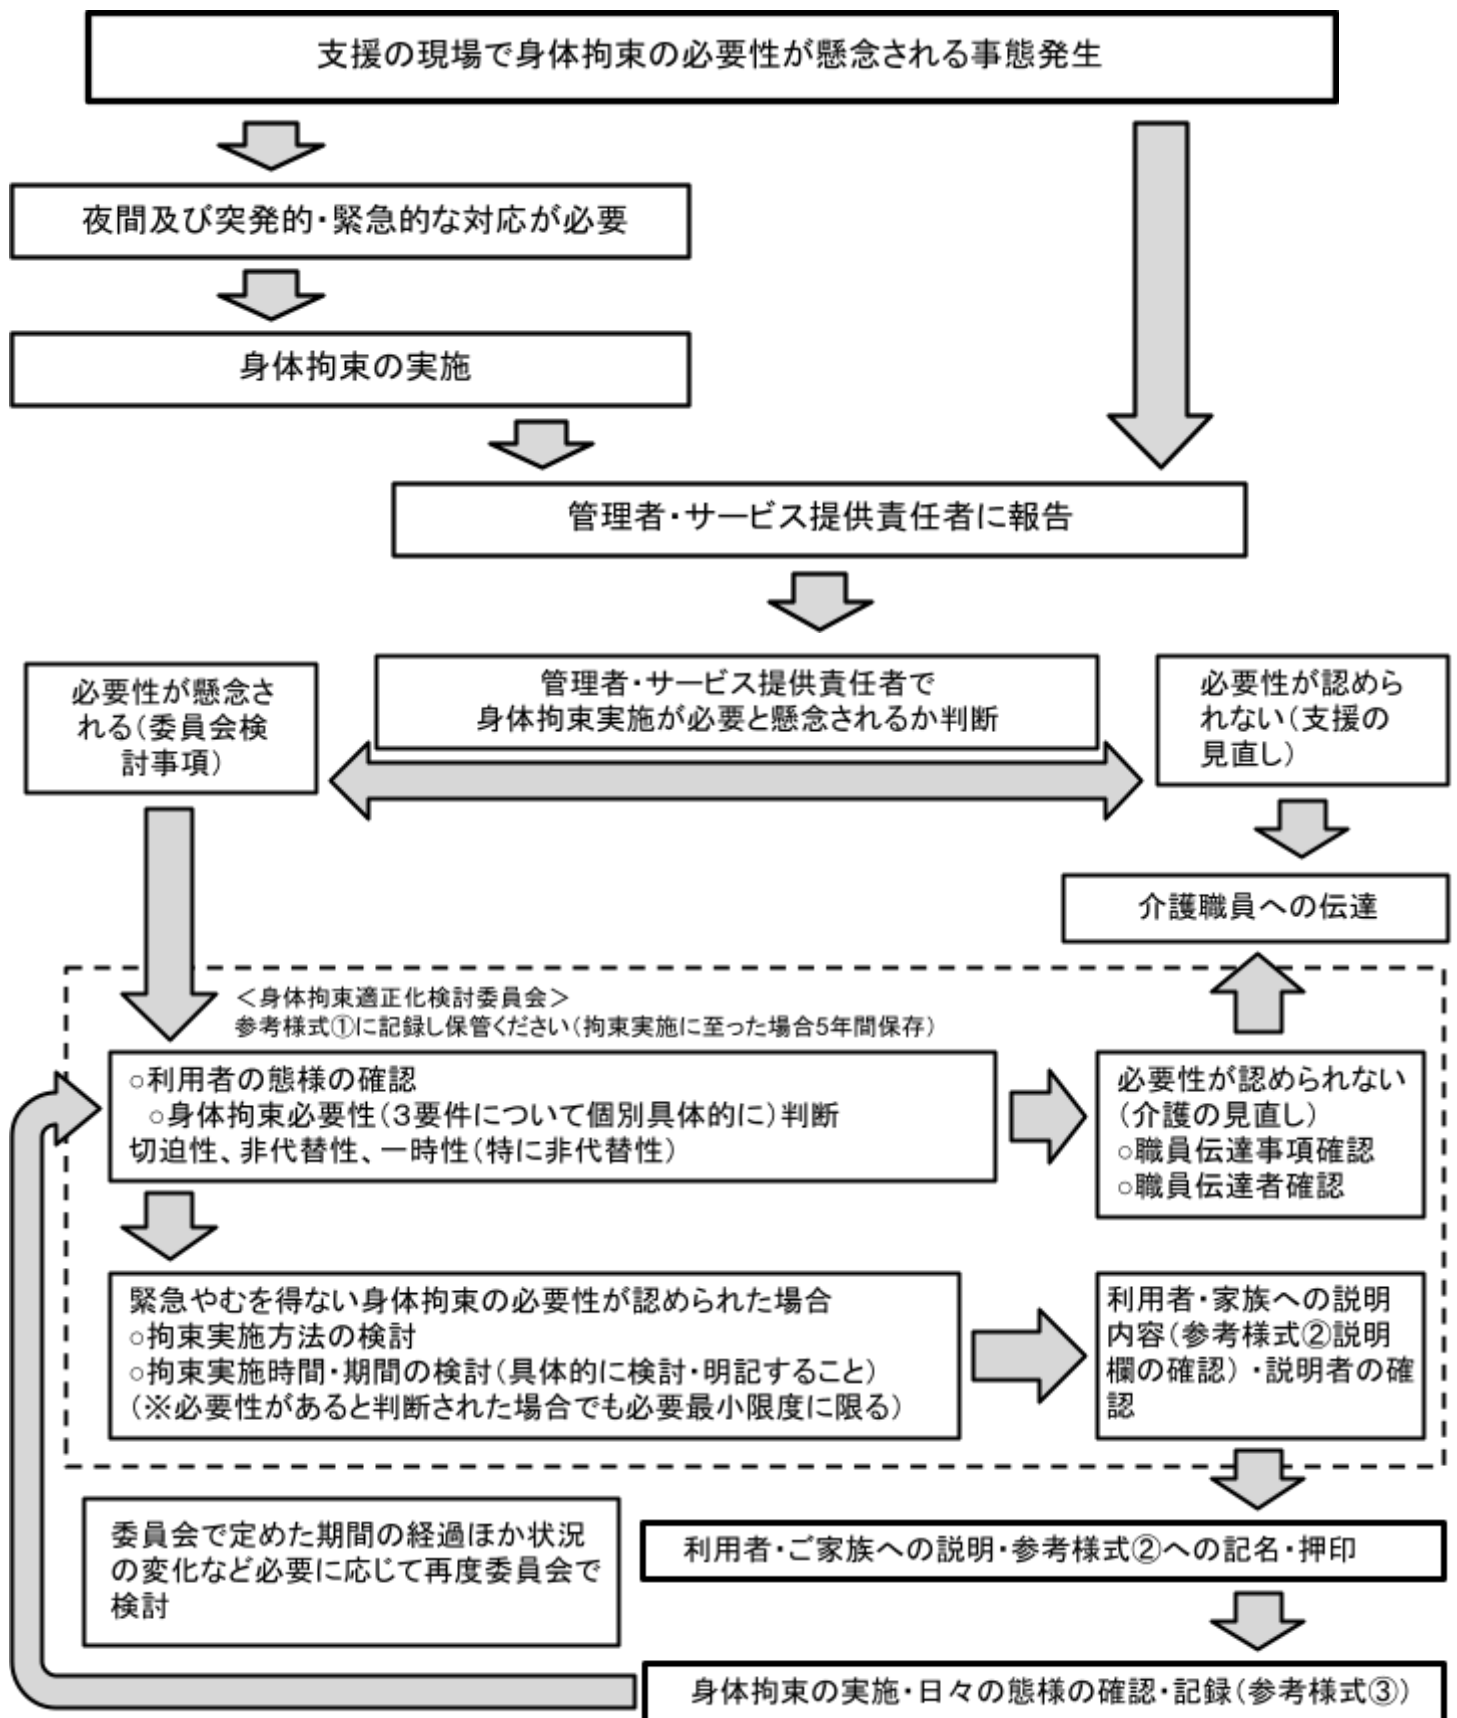 支援の現場で身体拘束の必要性が懸念される事態発生
夜間及び突発的・緊急的な対応が必要
身体拘束の実施
管理者・サービス提供責任者に報告
必要性が懸念さ
れる（委員会検
討事項）
管理者・サービス提供責任者で
身体拘束実施が必要と懸念されるか判断
必要性が認めら
れない（支援の
見直し）
介護職員への伝達
＜身体拘束適正化検討委員会＞
参考様式①に記録し保管ください（拘束実施に至った場合5年間保存）
○利用者の態様の確認
○身体拘束必要性（３要件について個別具体的に）判断
切迫性、非代替性、一時性（特に非代替性）
必要性が認められない
（介護の見直し）
○職員伝達事項確認
○職員伝達者確認
緊急やむを得ない身体拘束の必要性が認められた場合
○拘束実施方法の検討
○拘束実施時間・期間の検討（具体的に検討・明記すること）
（※必要性があると判断された場合でも必要最小限度に限る）
利用者・家族への説明
内容（参考様式②説明
欄の確認）・説明者の確
認
委員会で定めた期間の経過ほか状況
の変化など必要に応じて再度委員会で
検討
利用者・ご家族への説明・参考様式②への記名・押印
身体拘束の実施・日々の態様の確認・記録（参考様式③）